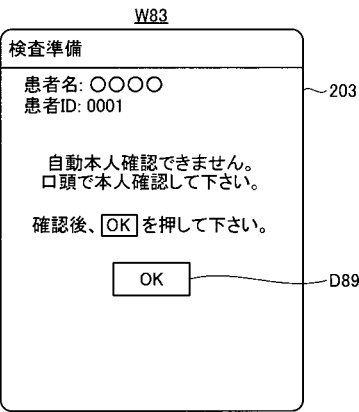 W83
検査準備
患者名: 〇〇〇〇
患者ID: 0001
203
自動本人確認できません。
口頭で本人確認して下さい。
確認後、OKを押して下さい。
OK
D89